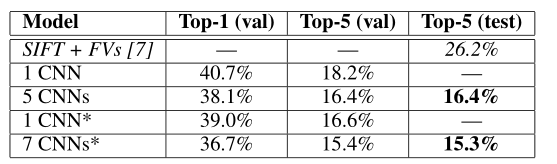 Model Top-1 (val) Top-5 (val) Top-5 (test)
SIFT + FVs [7] — — 26.2%
1 CNN 40.7% 18.2% —
5 CNNs 38.1% 16.4% 16.4%
1 CNN* 39.0% 16.6% —
7 CNNs* 36.7% 15.4% 15.3%